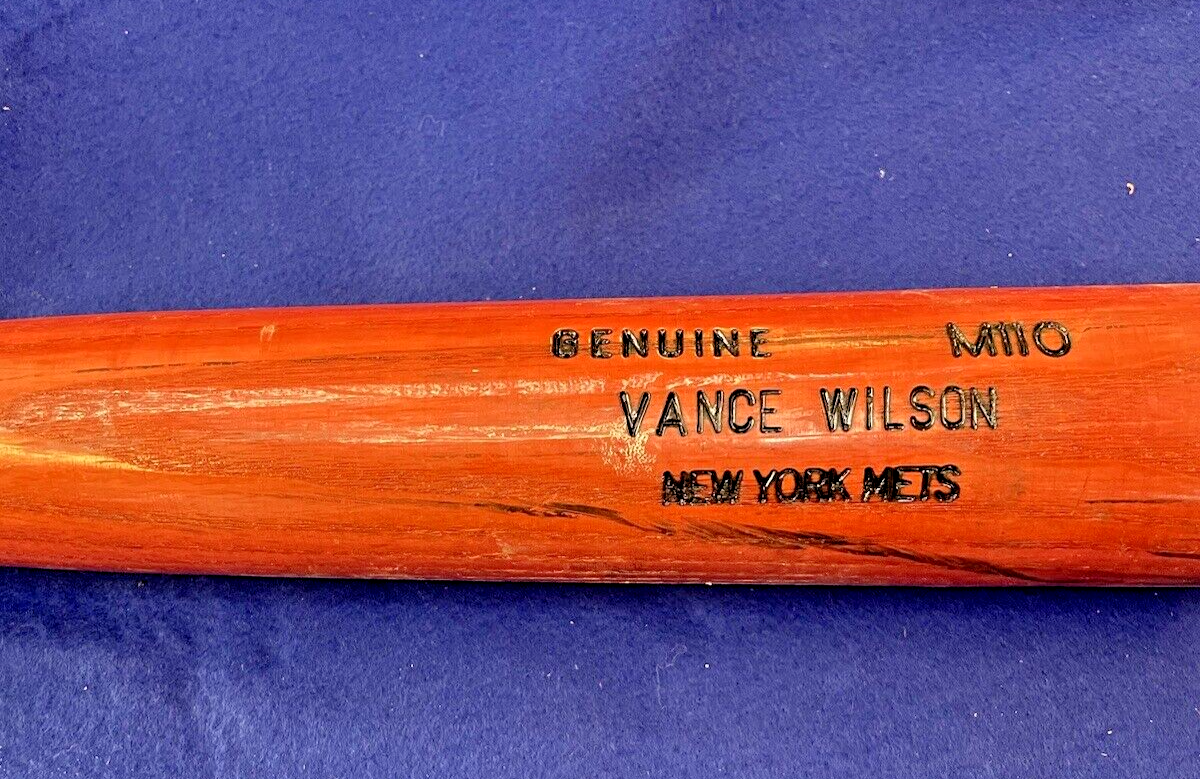 GENUINE M110
VANCE WILSON
NEW YORK METS